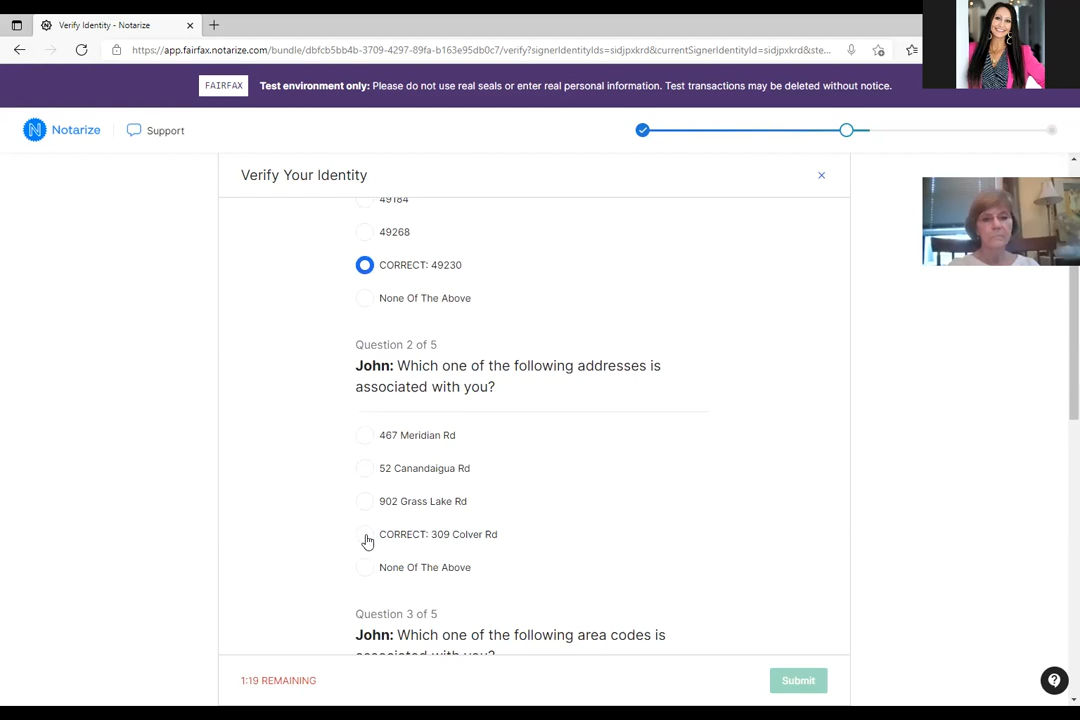 Verify Identity - Notarize
https://app.fairfax.notarize.com/bundle/dbfcb5bb4b-3709-4297-89fa-b163e95db0c7/verify?signerIdentityIds=sidjpxkrd&currentSignerIdentityId=sidjpxkrd&ste...
FAIRFAX
Test environment only: Please do not use real seals or enter real personal information. Test transactions may be deleted without notice.
N Notarize
Support
Verify Your Identity
49184
49268
CORRECT: 49230
None Of The Above
Question 2 of 5
John: Which one of the following addresses is
associated with you?
467 Meridian Rd
52 Canandaigua Rd
902 Grass Lake Rd
CORRECT: 309 Colver Rd
None Of The Above
Question 3 of 5
John: Which one of the following area codes is
associated with you?
1:19 REMAINING
Submit